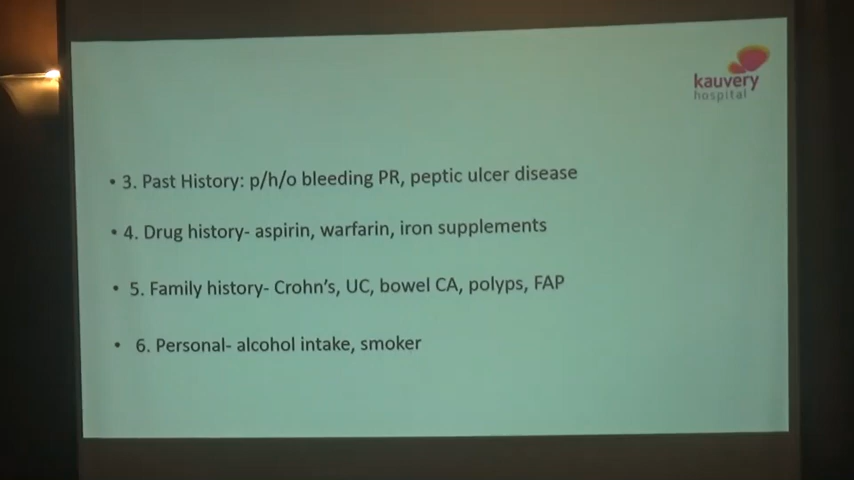 kauvery
hospital
• 3. Past History: p/h/o bleeding PR, peptic ulcer disease
• 4. Drug history- aspirin, warfarin, iron supplements
• 5. Family history- Crohn's, UC, bowel CA, polyps, FAP
• 6. Personal- alcohol intake, smoker